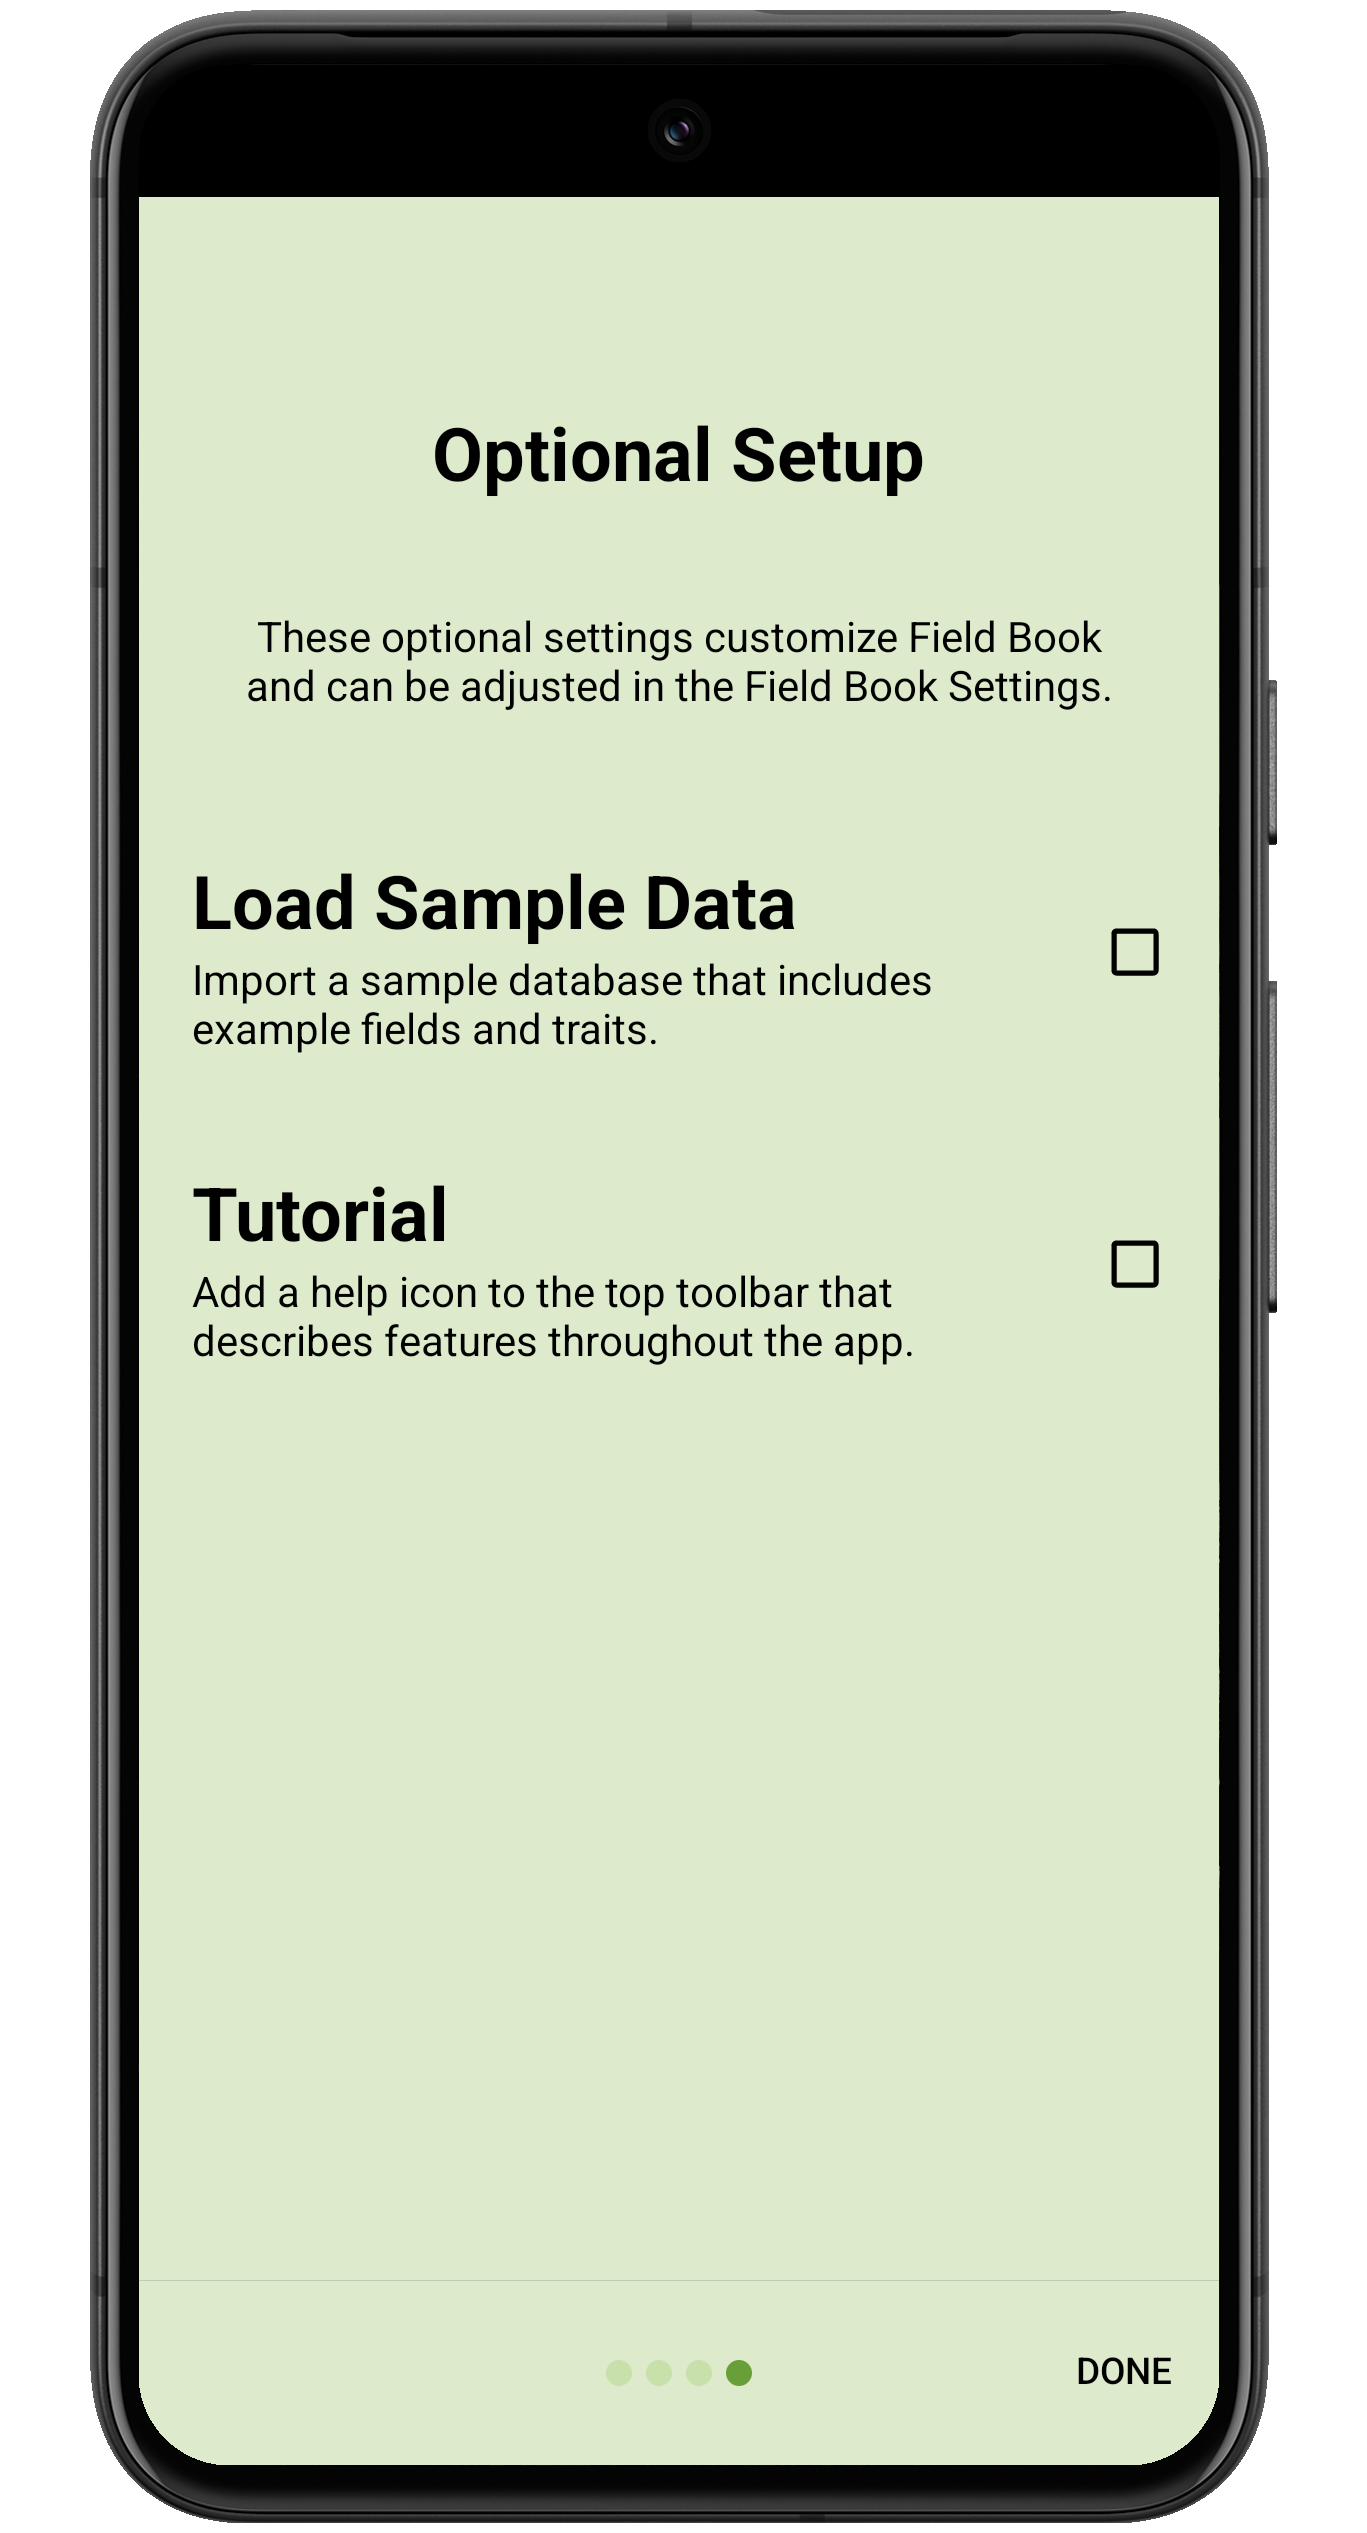 Optional Setup
These optional settings customize Field Book
and can be adjusted in the Field Book Settings.
Load Sample Data
Import a sample database that includes
example fields and traits.
Tutorial
Add a help icon to the top toolbar that
describes features throughout the app.
DONE